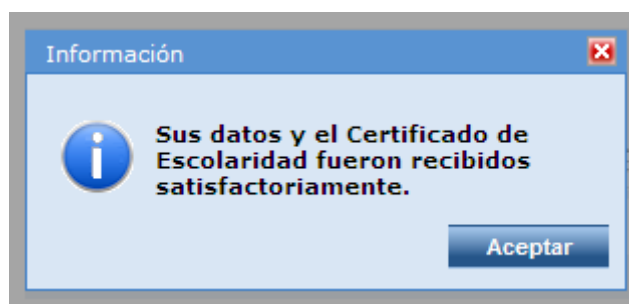 Información
Sus datos y el Certificado de
Escolaridad fueron recibidos
satisfactoriamente.
Aceptar